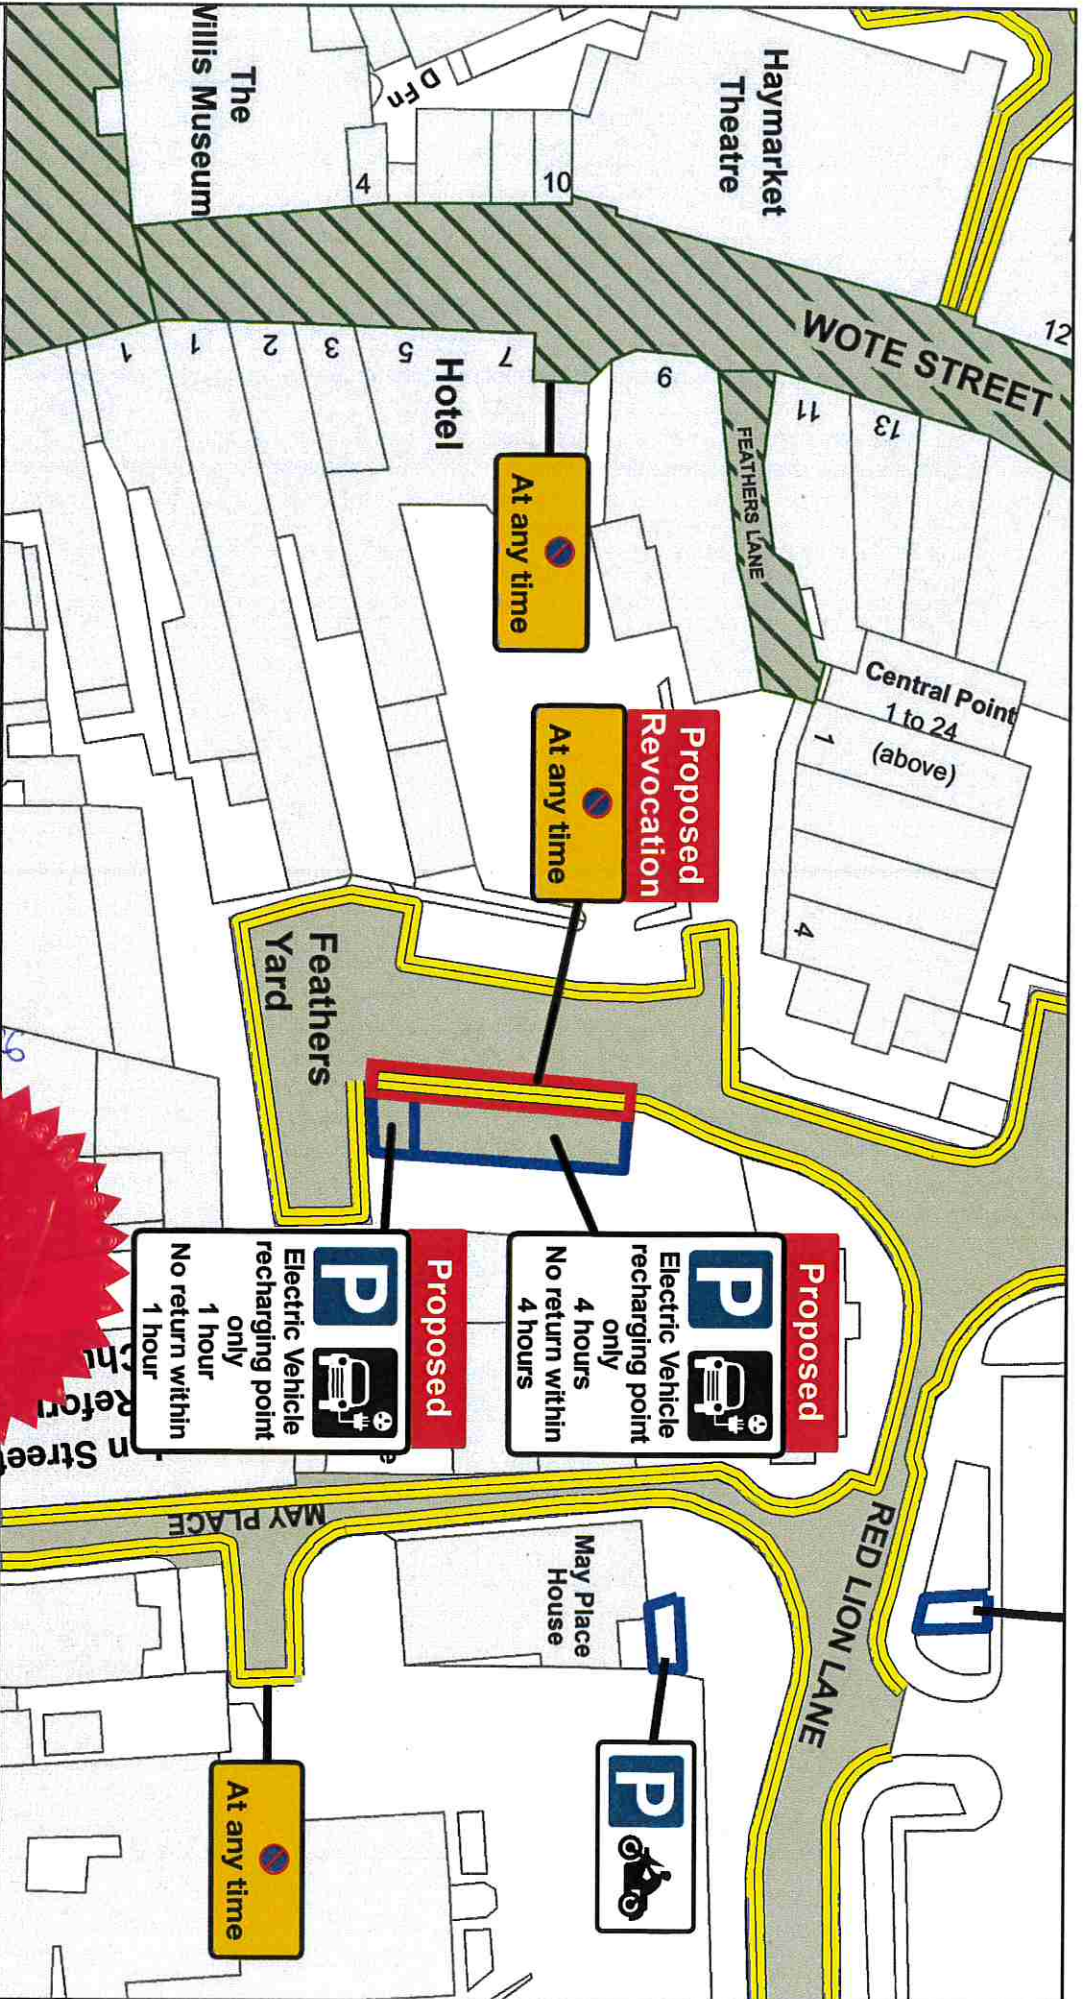 Haymarket
Theatre
The
Willis Museum
D Fn
4
10
12
WOTE STREET
1
1
2
3
5
7
Hotel
9
11
13
FEATHERS LANE
At any time
Central Point
1 to 24
(above)
1
4
Proposed
Revocation
At any time
Feathers
Yard
Proposed
P
Electric Vehicle
recharging point
only
4 hours
No return within
4 hours
Proposed
P
Electric Vehicle
recharging point
only
1 hour
No return within
1 hour
n Street
Refor
Chu
MAY PLACE
May Place
House
RED LION LANE
P
At any time